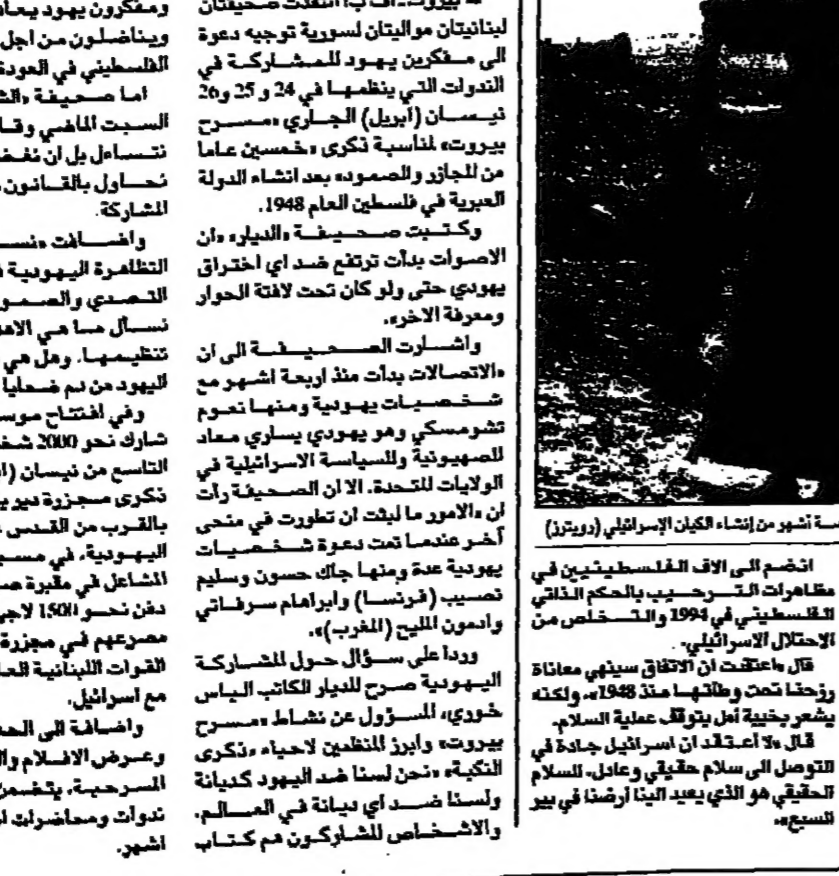 سة أشهر من إنشاء الكيان الإسرائيلي (رويترز)
انضم الى الاف الفلسطينيين في
مظاهرات الترحيب بالحكم الذاتي
الفلسطيني في 1994 والتخلص من
الاحتلال الاسرائيلي.
قال «اعتقدت ان الاتفاق سينهي معاناة
رزحنا تحت وطأتها منذ 1948»، ولكنه
يشعر بخيبة أمل بتوقف عملية السلام.
قال «لا أعتقد ان اسرائيل جادة في
التوصل الى سلام حقيقي وعادل. السلام
الحقيقي هو الذي يعيد الينا أرضنا في بير
السبع».
■ بيروت ـ أ ف ب: انتقدت صحيفتان
لبنانيتان مواليتان لسورية توجيه دعوة
الى مفكرين يهود للمشاركة في
الندوات التي ينظمها في 24 و 25 و26
نيسان (ابريل) الجاري «مسرح
بيروت» لمناسبة ذكرى «خمسين عاما
من المجازر والصمود» بعد انشاء الدولة
العبرية في فلسطين العام 1948.
وكتبت صحيفة «الديار» «ان
الاصوات بدأت ترتفع ضد اي اختراق
يهودي حتى ولو كان تحت لافتة الحوار
ومعرفة الاخر».
واشارت الصحيفة الى ان
«الاتصالات بدأت منذ اربعة اشهر مع
شخصيات يهودية ومنها نعوم
تشومسكي وهو يهودي يساري معاد
للصهيونية وللسياسة الاسرائيلية في
الولايات المتحدة. الا ان الصحيفة رأت
ان «الامور ما لبثت ان تطورت في منحى
آخر عندما تمت دعوة شخصيات
يهودية عدة ومنها جاك حسون وسليم
نصيب (فرنسا) وابراهام سرفاتي
وادمون المليح (المغرب)».
وردا على سؤال حول المشاركة
اليهودية صرح للديار الكاتب الياس
خوري، المسؤول عن نشاط «مسرح
بيروت» وابرز المنظمين لاحياء «ذكرى
النكبة» «نحن لسنا ضد اليهود كديانة
ولسنا ضد اي ديانة في العالم.
والاشخاص المشاركون هم كتاب
ومفكرون يهود يعا
ويناضلون من اجل
الفلسطيني في العودة
اما صحيفة «الش
السبت الماضي وقا
نتساءل بل ان نغض
نحاول بالقانون
المشاركة.
واضافت «نسـ
التظاهرة اليهودية
التصدي والصمو
نسأل ما هي الاهد
تنظيمها. وهل هي
اليهود من دم ضحايا
وفي افتتاح موس
شارك نحو 2000 شخ
التاسع من نيسان (ا
ذكرى مجزرة دير ي
بالقرب من القدس
اليهودية، في مسي
المشاعل في مقبرة ص
دفن نحو 1500 لاجئ
مصرعهم في مجزرة
القوات اللبنانية العا
مع اسرائيل.
واضافة الى المعـ
وعرض الافلام وال
المسرحية، يتضمن
ندوات ومحاضرات
اشهر.